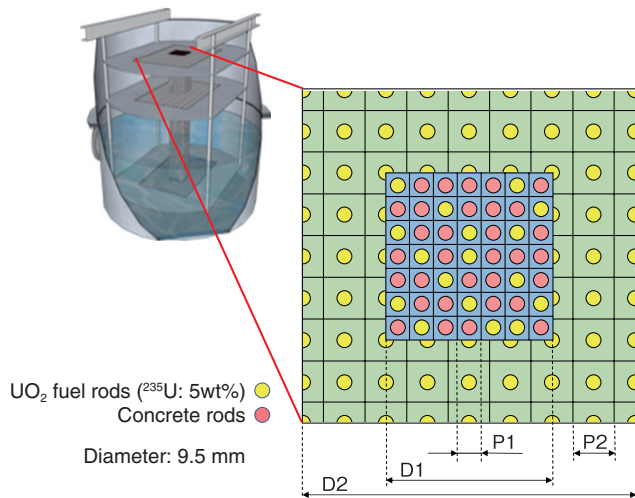 UO₂ fuel rods (²³⁵U: 5wt%)
Concrete rods
Diameter: 9.5 mm
P1
P2
D1
D2